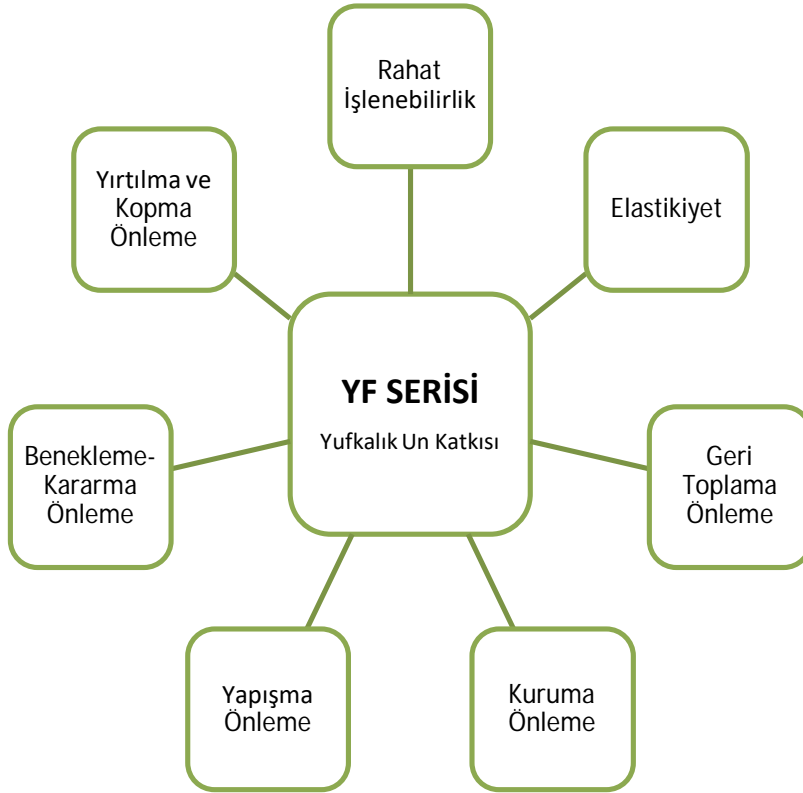 Rahat
İşlenebilirlik
Yırtılma ve
Kopma
Önleme
Elastikiyet
YF SERİSİ
Yufkalık Un Katkısı
Benekleme-
Kararma
Önleme
Geri
Toplama
Önleme
Yapışma
Önleme
Kuruma
Önleme